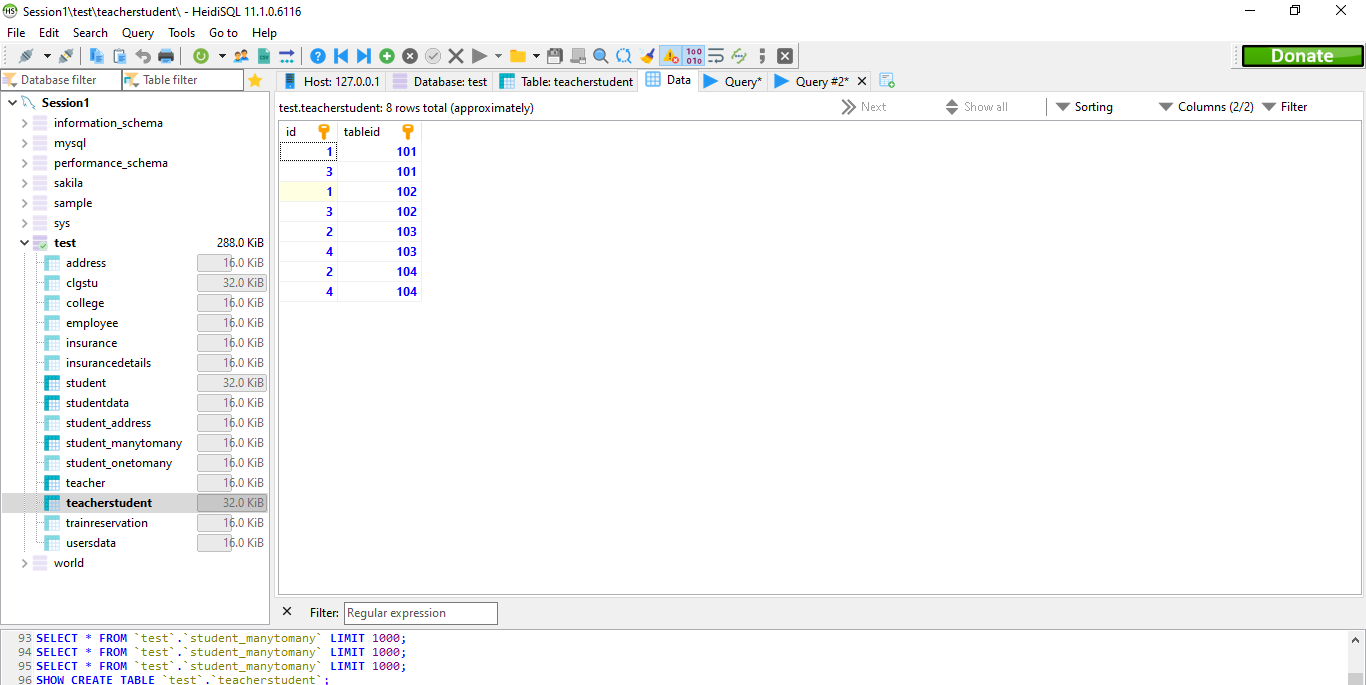 Session1\test\teacherstudent\ - HeidiSQL 11.1.0.6116
File Edit Search Query Tools Go to Help
Donate
Database filter Table filter
Host: 127.0.0.1 Database: test Table: teacherstudent Data Query* Query #2*
Session1
information_schema
mysql
performance_schema
sakila
sample
sys
test 288.0 KiB
address 16.0 KiB
clgstu 32.0 KiB
college 16.0 KiB
employee 16.0 KiB
insurance 16.0 KiB
insurancedetails 16.0 KiB
student 32.0 KiB
studentdata 16.0 KiB
student_address 16.0 KiB
student_manytomany 16.0 KiB
student_onetomany 16.0 KiB
teacher 16.0 KiB
teacherstudent 32.0 KiB
trainreservation 16.0 KiB
usersdata 16.0 KiB
world
test.teacherstudent: 8 rows total (approximately) Next Show all Sorting Columns (2/2) Filter
id tableid
1 101
3 101
1 102
3 102
2 103
4 103
2 104
4 104
Filter: Regular expression
93 SELECT * FROM `test`.`student_manytomany` LIMIT 1000;
94 SELECT * FROM `test`.`student_manytomany` LIMIT 1000;
95 SELECT * FROM `test`.`student_manytomany` LIMIT 1000;
96 SHOW CREATE TABLE `test`.`teacherstudent`;